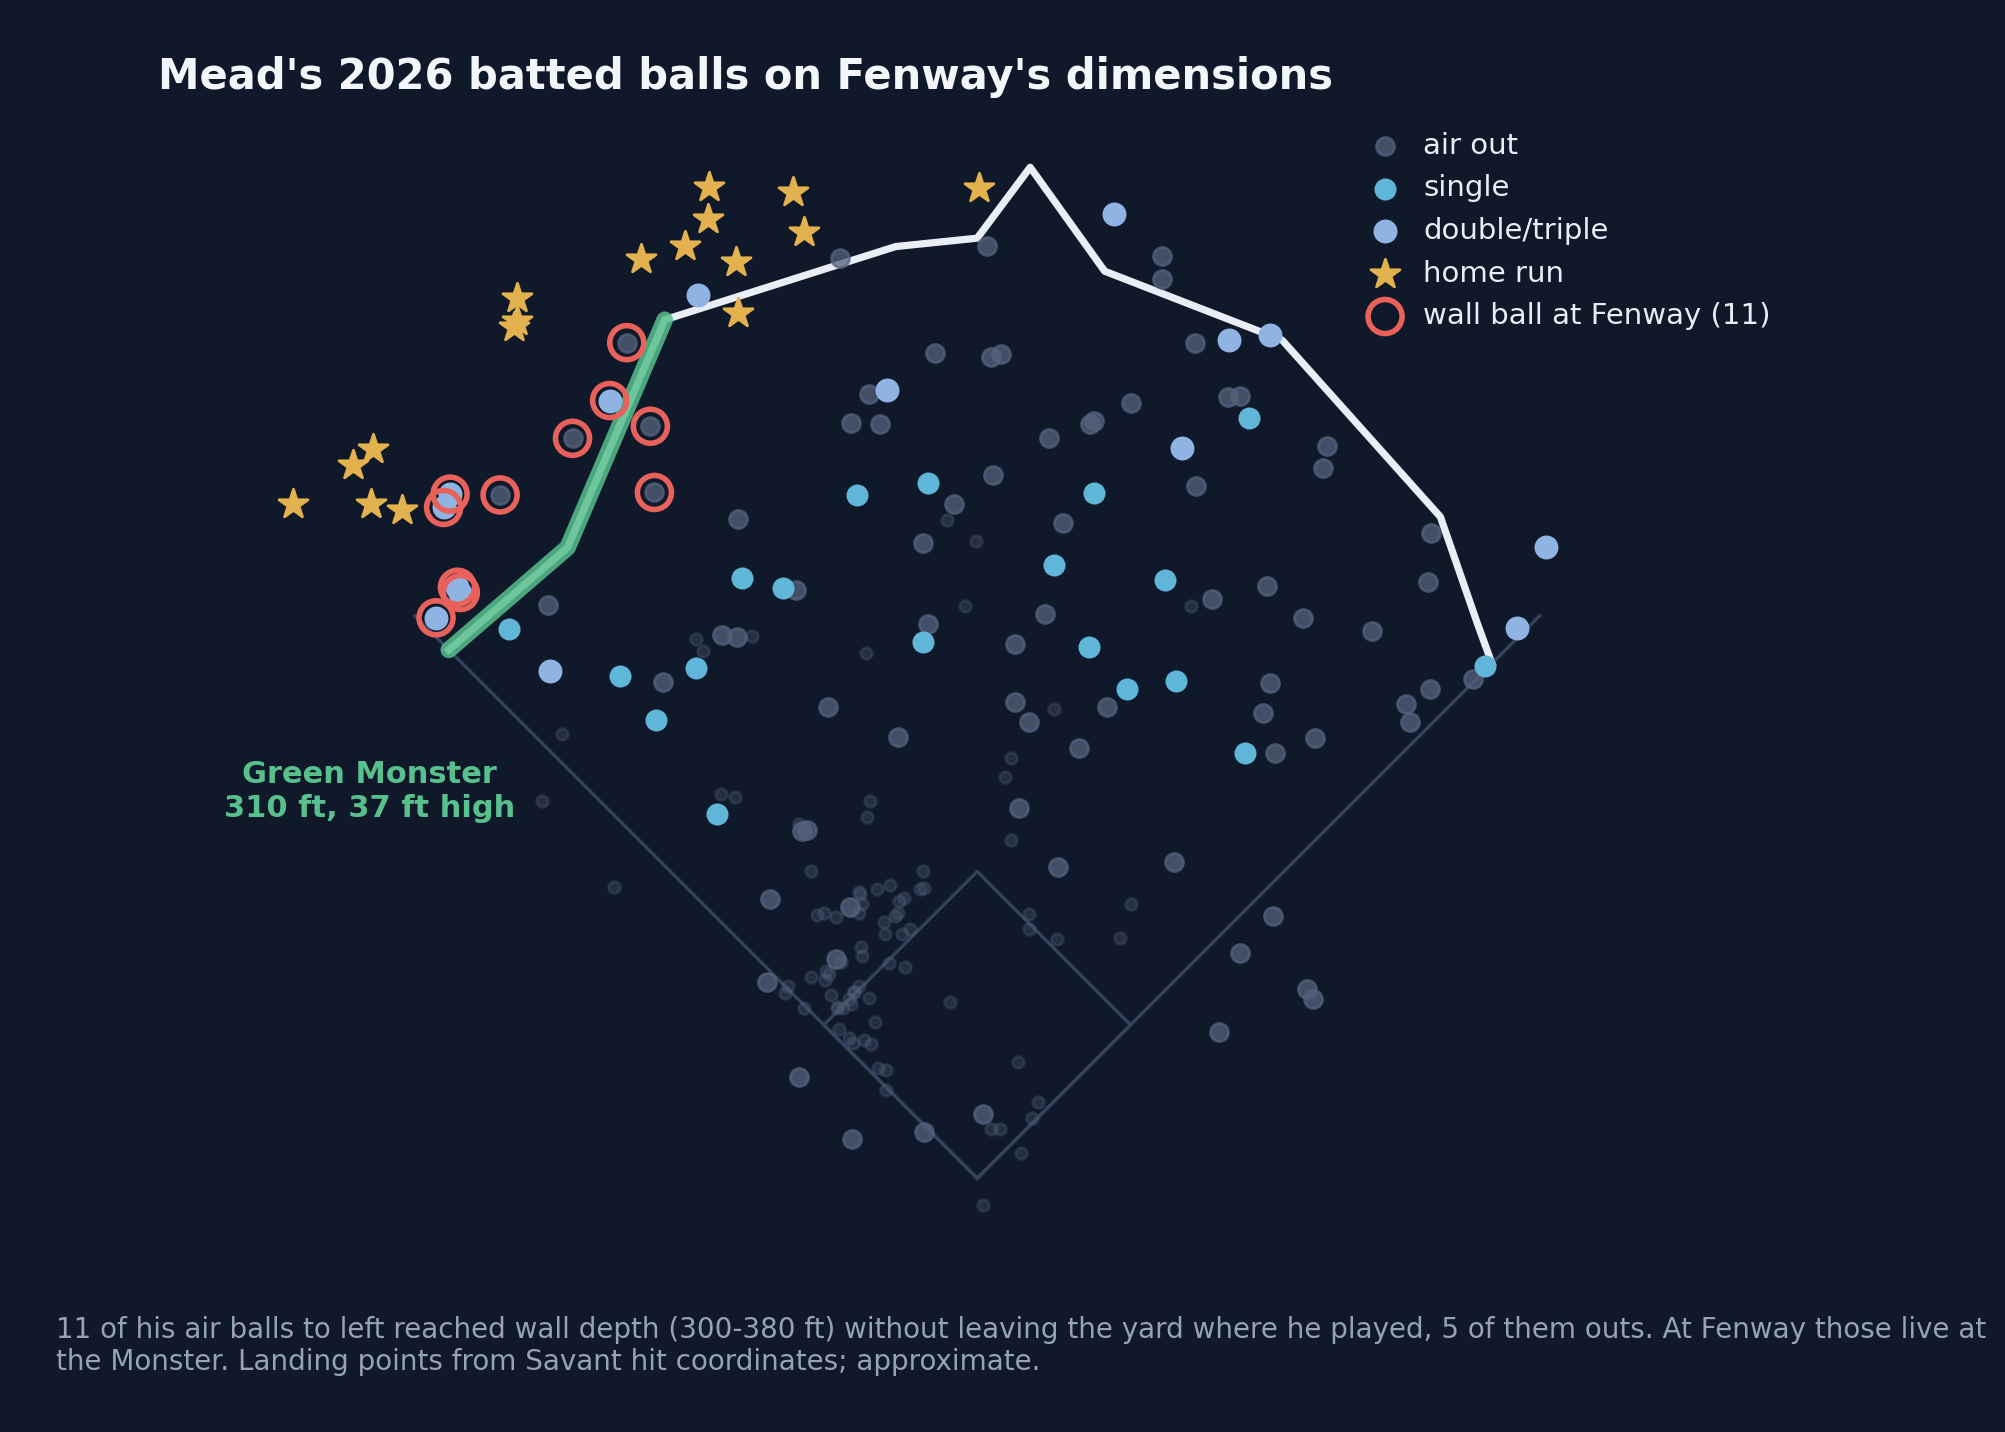 Mead's 2026 batted balls on Fenway's dimensions
air out
single
double/triple
home run
wall ball at Fenway (11)
Green Monster
310 ft, 37 ft high
11 of his air balls to left reached wall depth (300-380 ft) without leaving the yard where he played, 5 of them outs. At Fenway those live at
the Monster. Landing points from Savant hit coordinates; approximate.